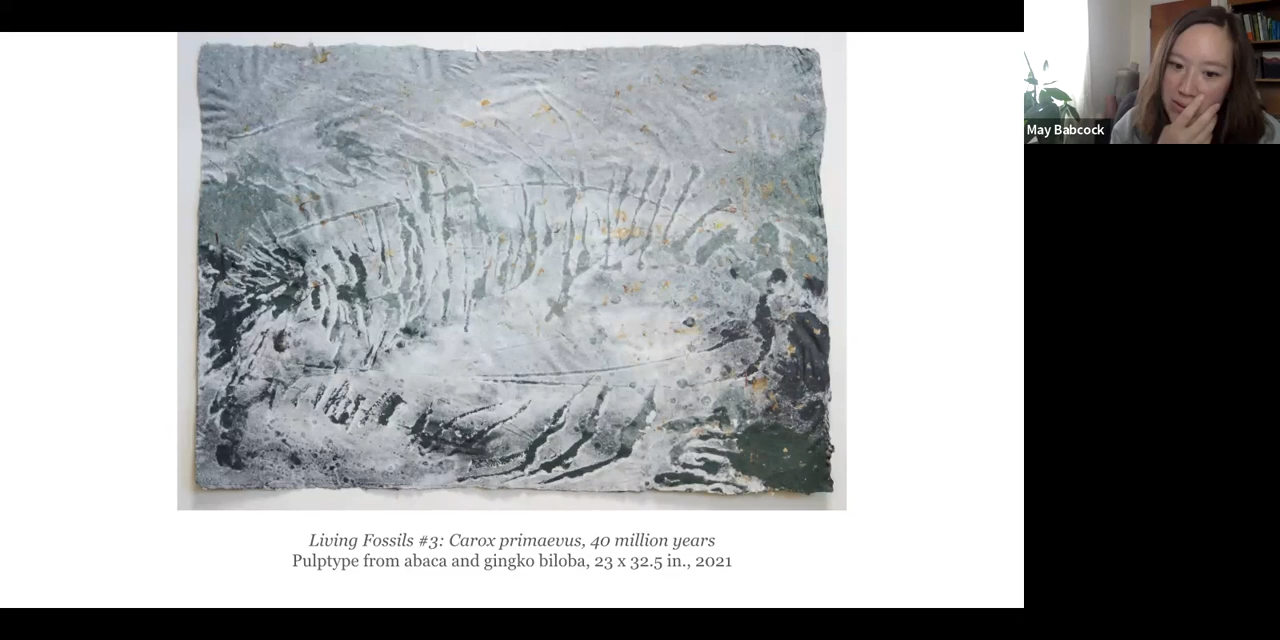 May Babcock
Living Fossils #3: Carox primaevus, 40 million years
Pulptype from abaca and gingko biloba, 23 x 32.5 in., 2021